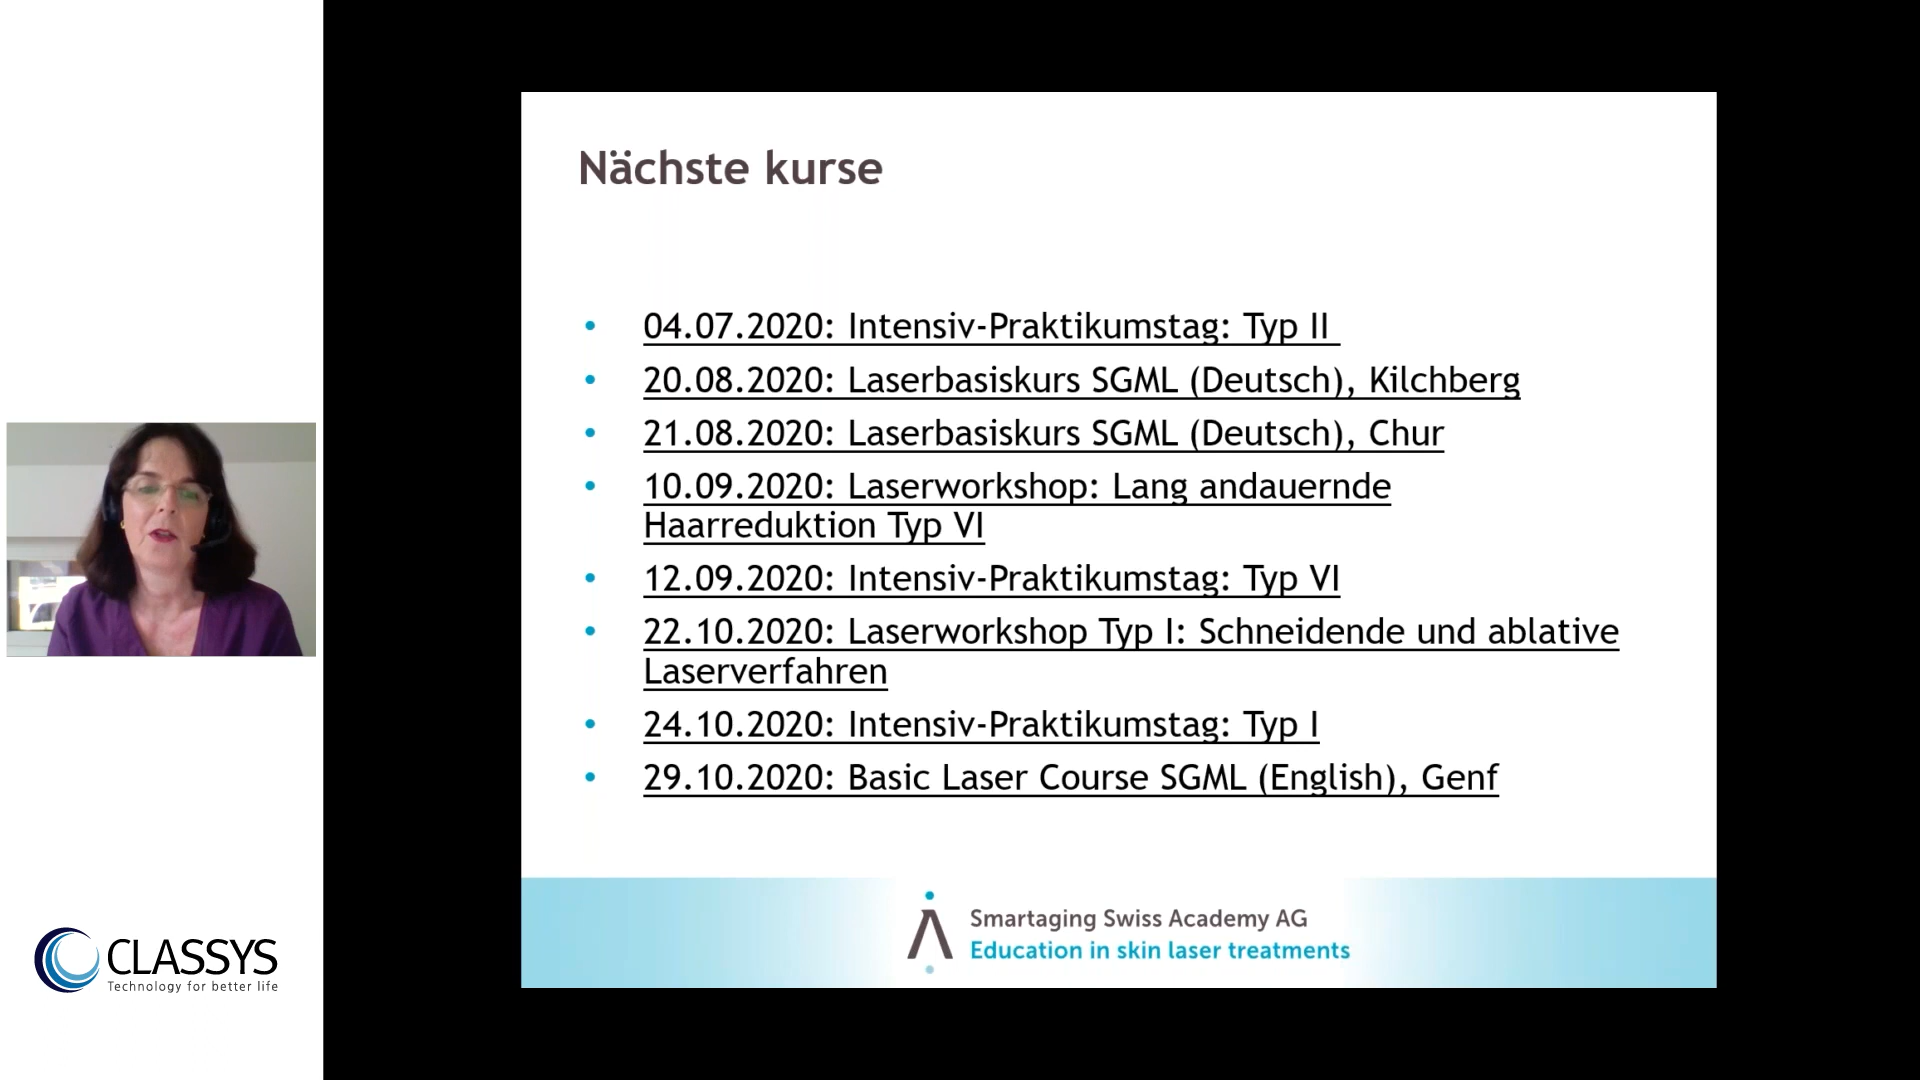 Nächste kurse
04.07.2020: Intensiv-Praktikumstag: Typ II
20.08.2020: Laserbasiskurs SGML (Deutsch), Kilchberg
21.08.2020: Laserbasiskurs SGML (Deutsch), Chur
10.09.2020: Laserworkshop: Lang andauernde
Haarreduktion Typ VI
12.09.2020: Intensiv-Praktikumstag: Typ VI
22.10.2020: Laserworkshop Typ I: Schneidende und ablative
Laserverfahren
24.10.2020: Intensiv-Praktikumstag: Typ I
29.10.2020: Basic Laser Course SGML (English), Genf
Smartaging Swiss Academy AG
Education in skin laser treatments
CLASSYS
Technology for better life